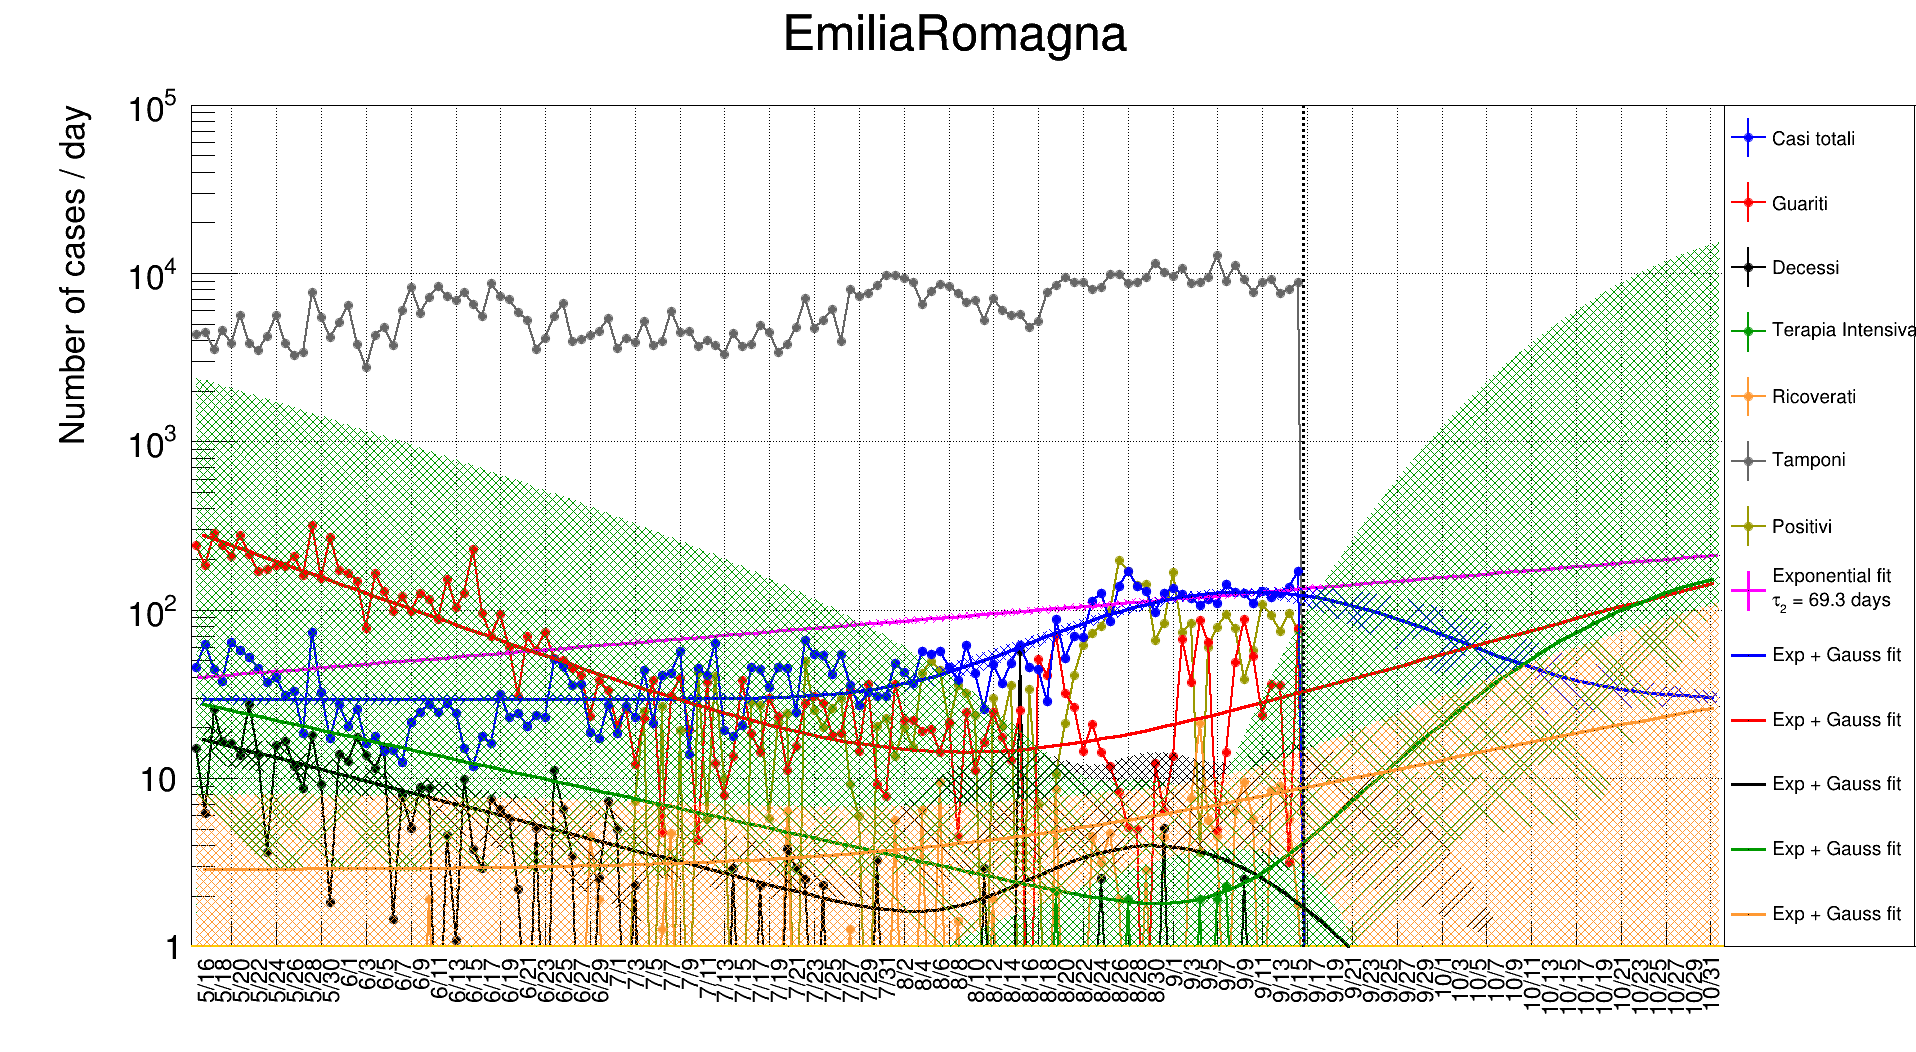 EmiliaRomagna
Number of cases / day
10^5
10^4
10^3
10^2
10
1
5/16 5/18 5/20 5/22 5/24 5/26 5/28 5/30 6/1 6/3 6/5 6/7 6/9 6/11 6/13 6/15 6/17 6/19 6/21 6/23 6/25 6/27 6/29 7/1 7/3 7/5 7/7 7/9 7/11 7/13 7/15 7/17 7/19 7/21 7/23 7/25 7/27 7/29 7/31 8/2 8/4 8/6 8/8 8/10 8/12 8/14 8/16 8/18 8/20 8/22 8/24 8/26 8/28 8/30 9/1 9/3 9/5 9/7 9/9 9/11 9/13 9/15 9/17 9/19 9/21 9/23 9/25 9/27 9/29 10/1 10/3 10/5 10/7 10/9 10/11 10/13 10/15 10/17 10/19 10/21 10/23 10/25 10/27 10/29 10/31
Casi totali
Guariti
Decessi
Terapia Intensiva
Ricoverati
Tamponi
Positivi
Exponential fit
τ₂ = 69.3 days
Exp + Gauss fit
Exp + Gauss fit
Exp + Gauss fit
Exp + Gauss fit
Exp + Gauss fit